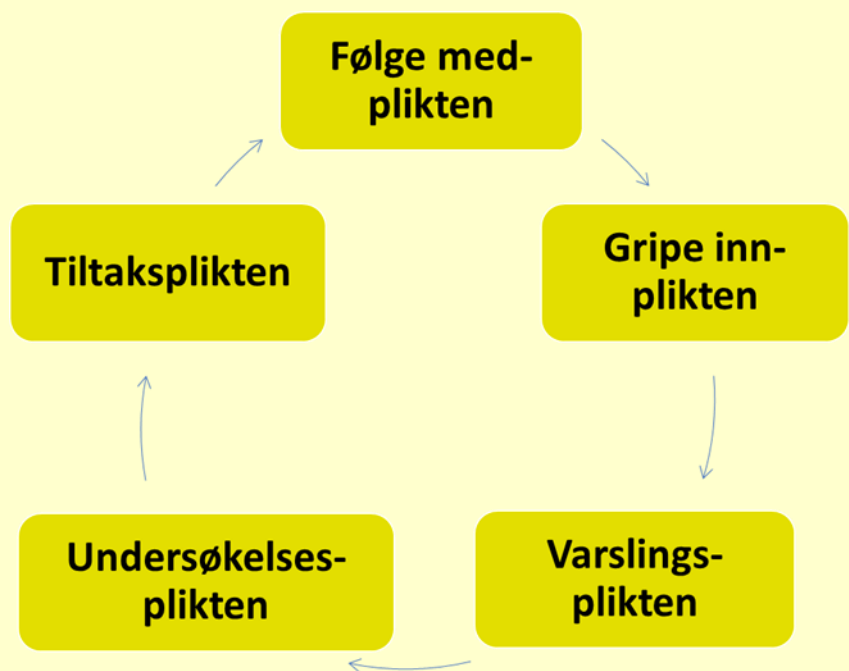 Følge med-
plikten
Gripe inn-
plikten
Varslings-
plikten
Undersøkelses-
plikten
Tiltaksplikten